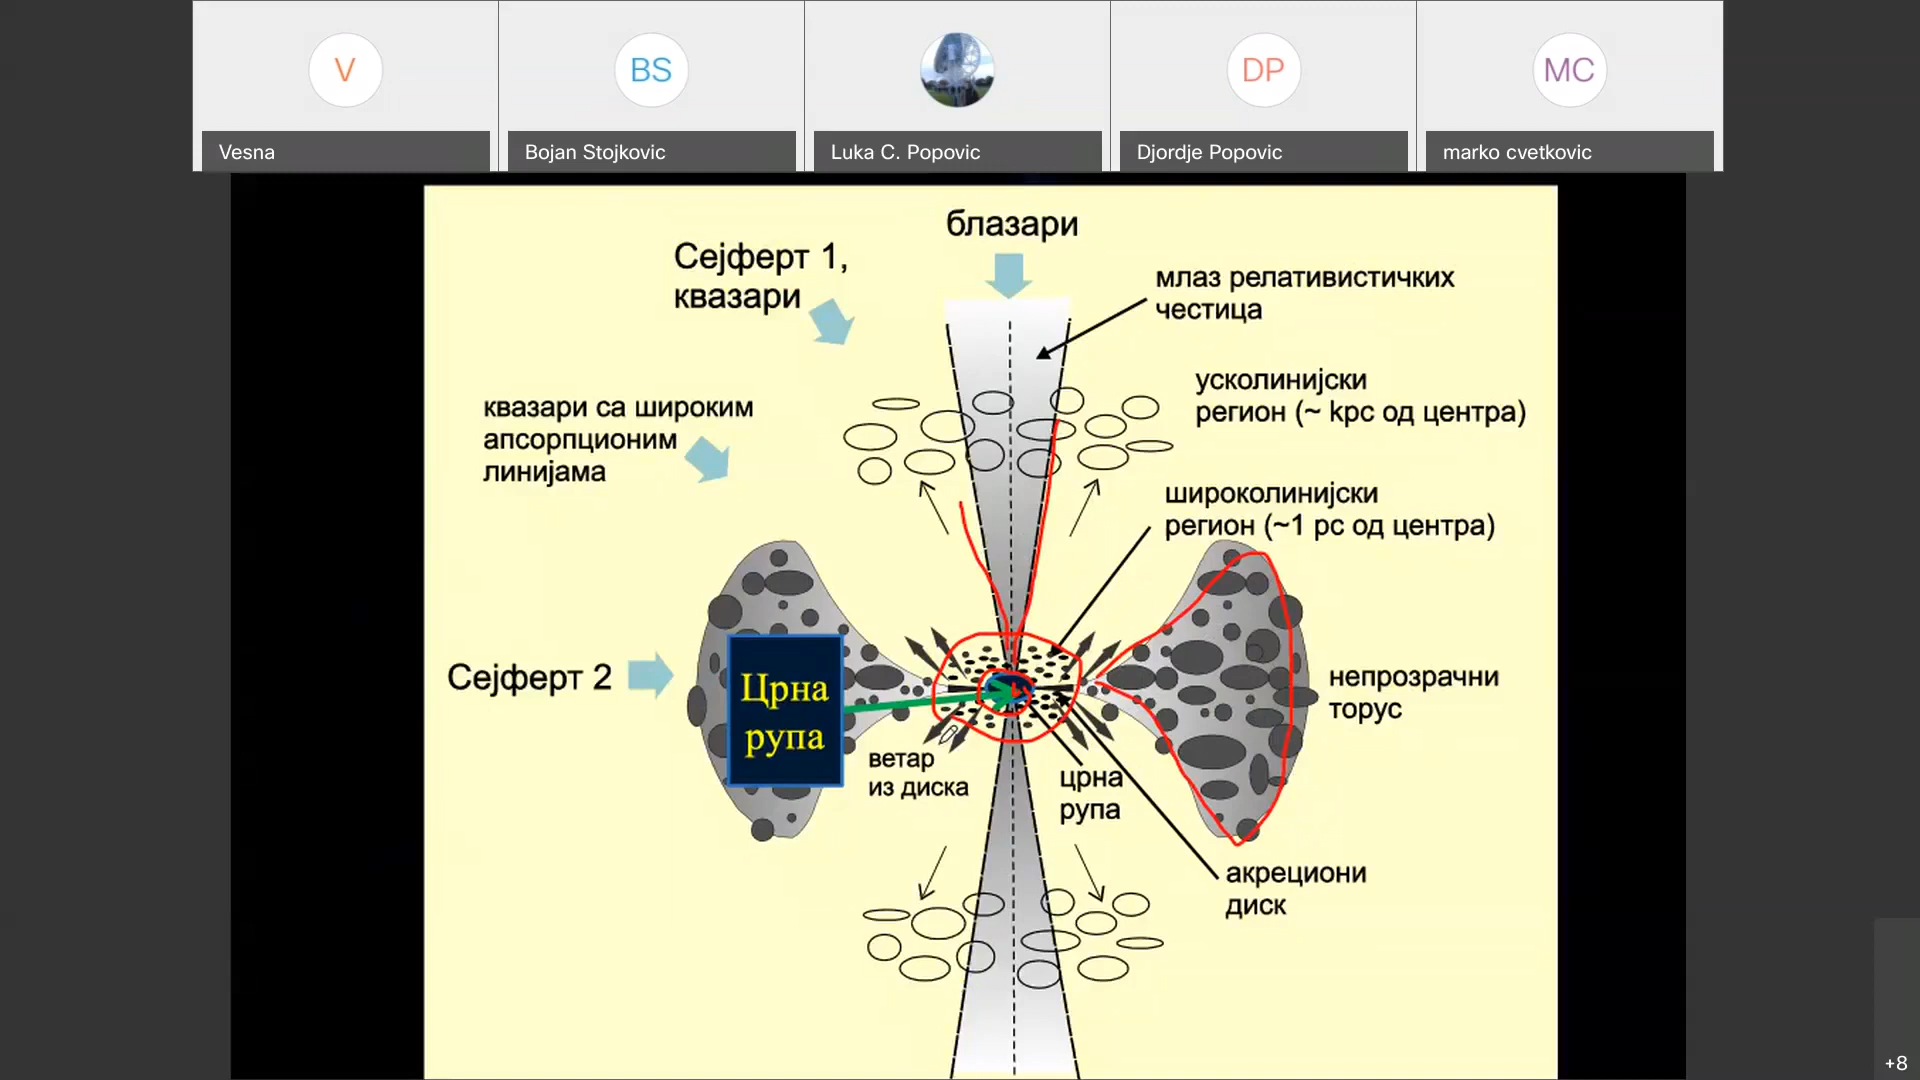 V
BS
DP
MC
Vesna
Bojan Stojkovic
Luka C. Popovic
Djordje Popovic
marko cvetkovic
блазари
Сејферт 1,
квазари
млаз релативистичких
честица
усколинијски
регион (~ kpc од центра)
квазари са широким
апсорпционим
линијама
широколинијски
регион (~1 pc од центра)
Сејферт 2
Црна
рупа
непрозрачни
торус
ветар
из диска
црна
рупа
акрециони
диск
+8